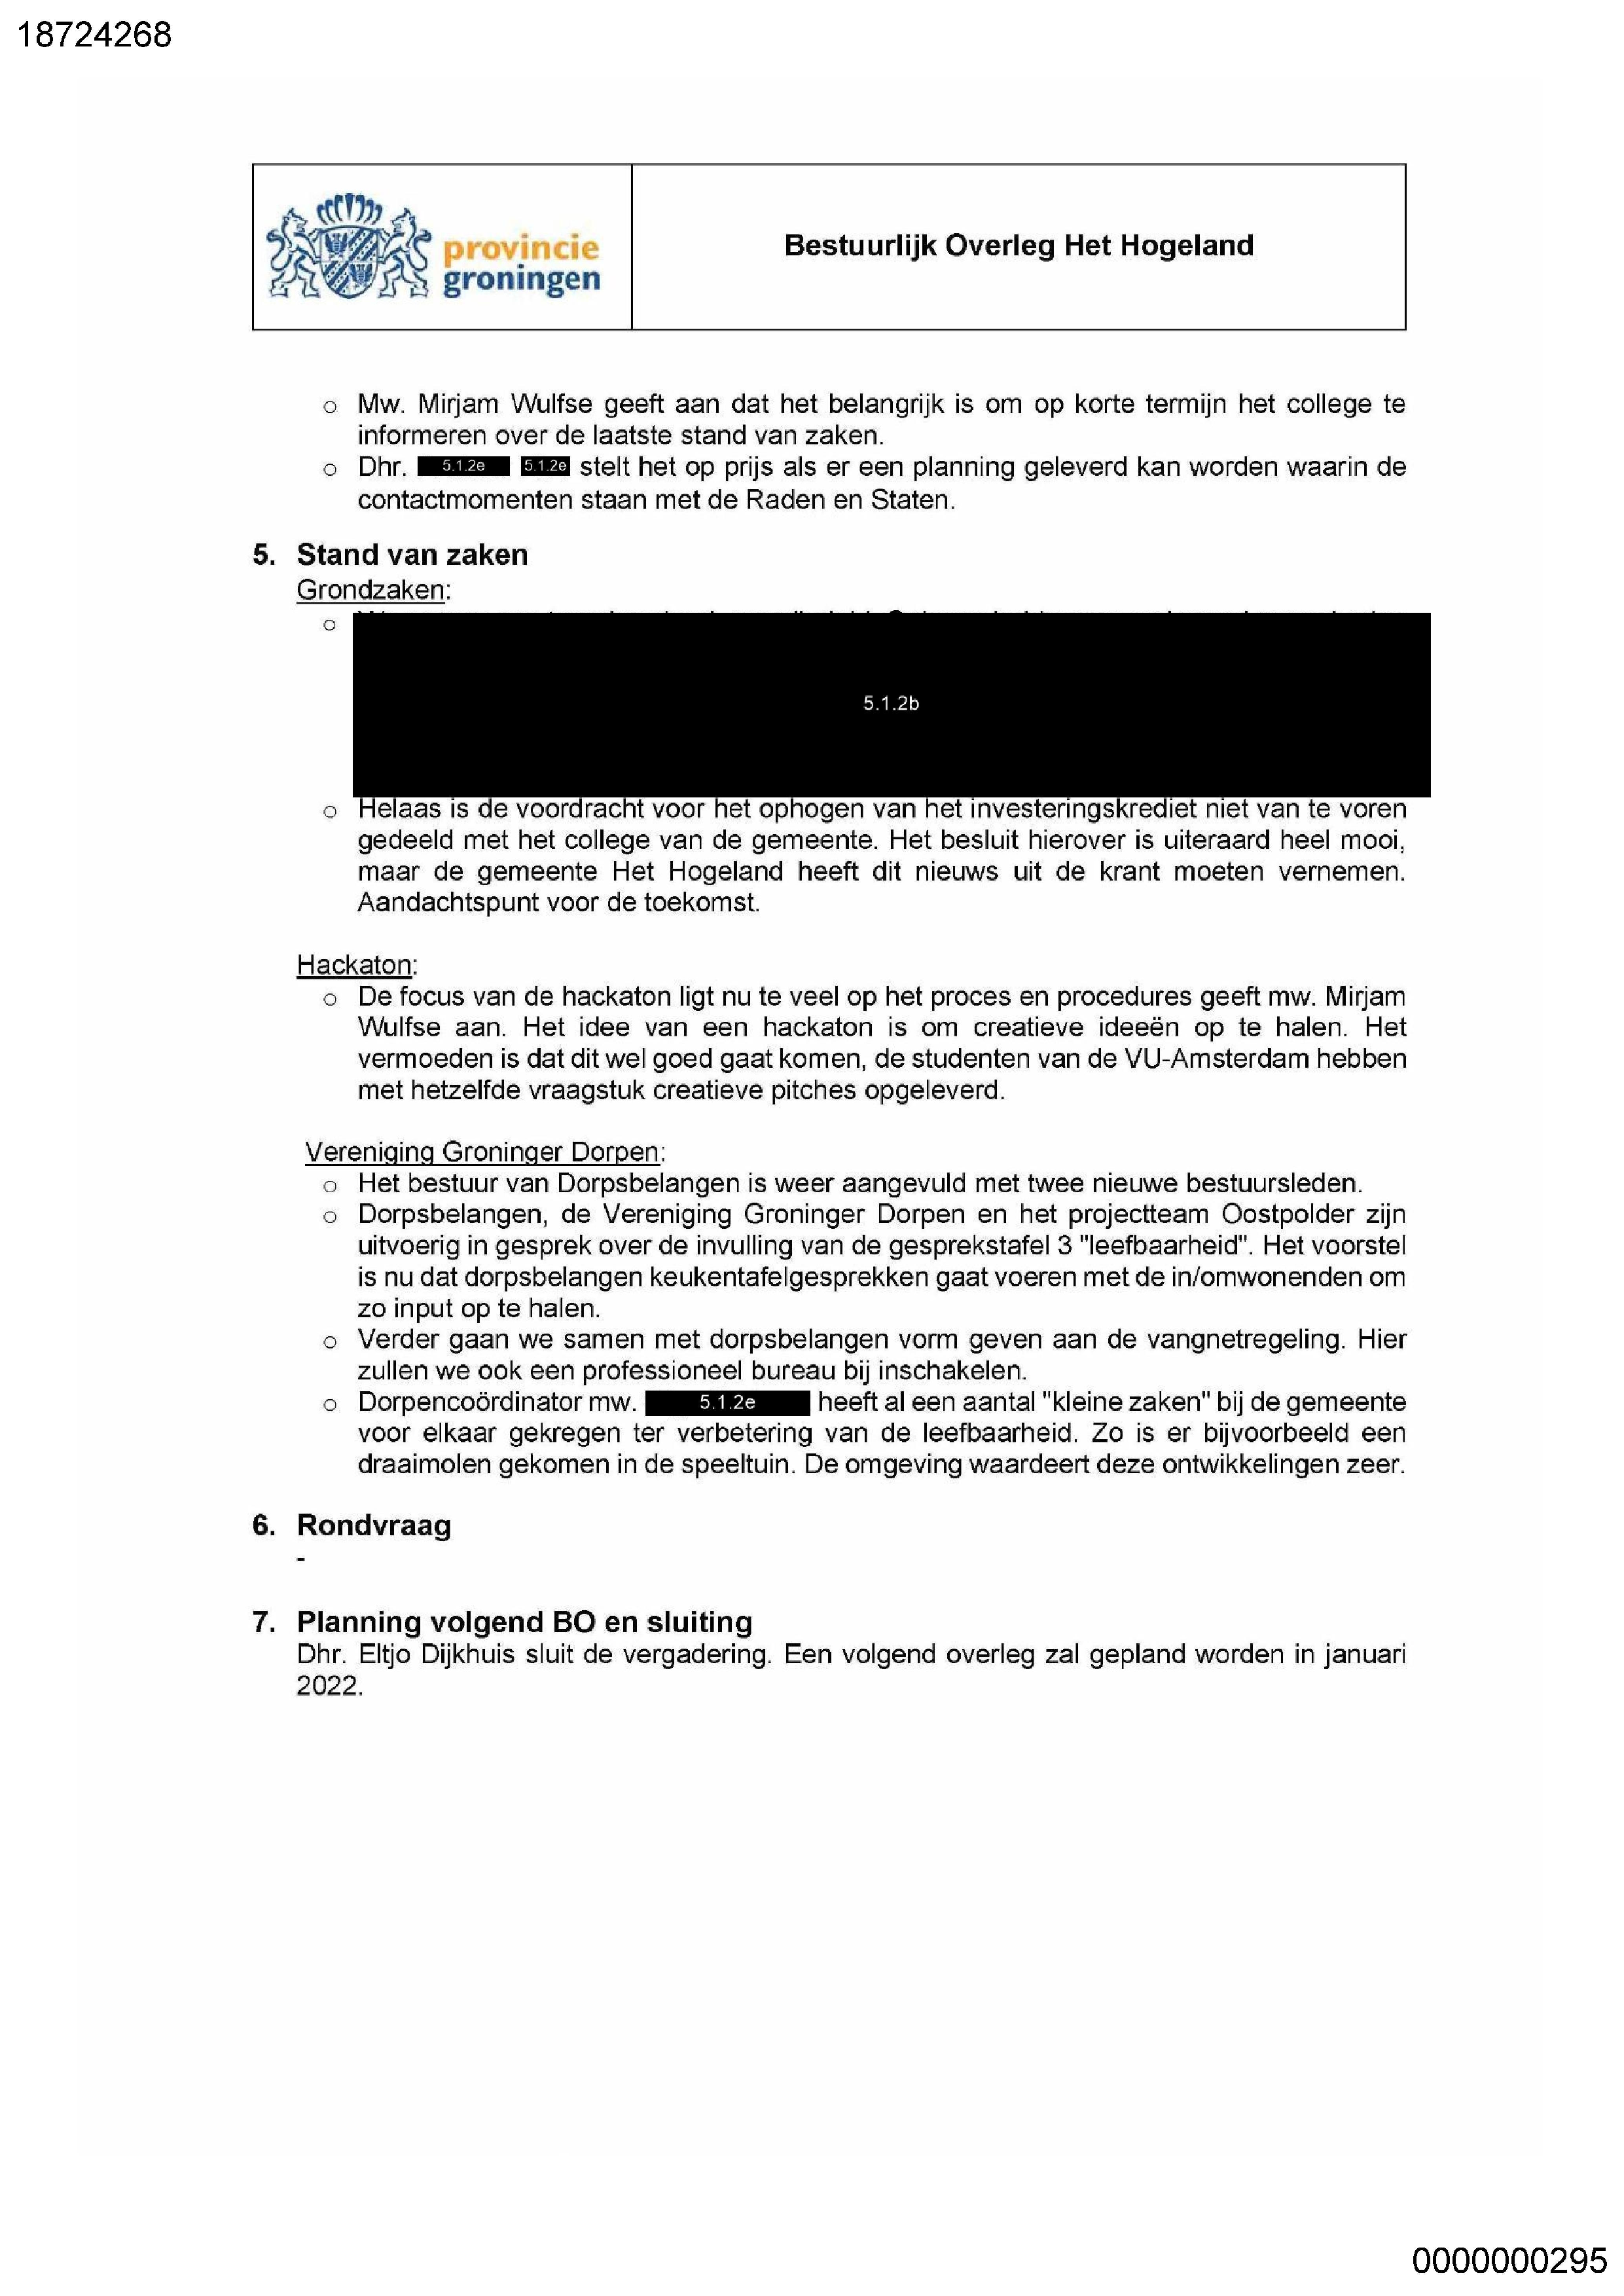 18724268
provincie
groningen
Bestuurlijk Overleg Het Hogeland
o Mw. Mirjam Wulfse geeft aan dat het belangrijk is om op korte termijn het college te
informeren over de laatste stand van zaken.
o Dhr. 5.1.2e 5.1.2e stelt het op prijs als er een planning geleverd kan worden waarin de
contactmomenten staan met de Raden en Staten.
5. Stand van zaken
Grondzaken:
o
5.1.2b
o Helaas is de voordracht voor het ophogen van het investeringskrediet niet van te voren
gedeeld met het college van de gemeente. Het besluit hierover is uiteraard heel mooi,
maar de gemeente Het Hogeland heeft dit nieuws uit de krant moeten vernemen.
Aandachtspunt voor de toekomst.
Hackaton:
o De focus van de hackaton ligt nu te veel op het proces en procedures geeft mw. Mirjam
Wulfse aan. Het idee van een hackaton is om creatieve ideeën op te halen. Het
vermoeden is dat dit wel goed gaat komen, de studenten van de VU-Amsterdam hebben
met hetzelfde vraagstuk creatieve pitches opgeleverd.
Vereniging Groninger Dorpen:
o Het bestuur van Dorpsbelangen is weer aangevuld met twee nieuwe bestuursleden.
o Dorpsbelangen, de Vereniging Groninger Dorpen en het projectteam Oostpolder zijn
uitvoerig in gesprek over de invulling van de gesprekstafel 3 "leefbaarheid". Het voorstel
is nu dat dorpsbelangen keukentafelgesprekken gaat voeren met de in/omwonenden om
zo input op te halen.
o Verder gaan we samen met dorpsbelangen vorm geven aan de vangnetregeling. Hier
zullen we ook een professioneel bureau bij inschakelen.
o Dorpencoördinator mw. 5.1.2e heeft al een aantal "kleine zaken" bij de gemeente
voor elkaar gekregen ter verbetering van de leefbaarheid. Zo is er bijvoorbeeld een
draaimolen gekomen in de speeltuin. De omgeving waardeert deze ontwikkelingen zeer.
6. Rondvraag
-
7. Planning volgend BO en sluiting
Dhr. Eltjo Dijkhuis sluit de vergadering. Een volgend overleg zal gepland worden in januari
2022.
0000000295